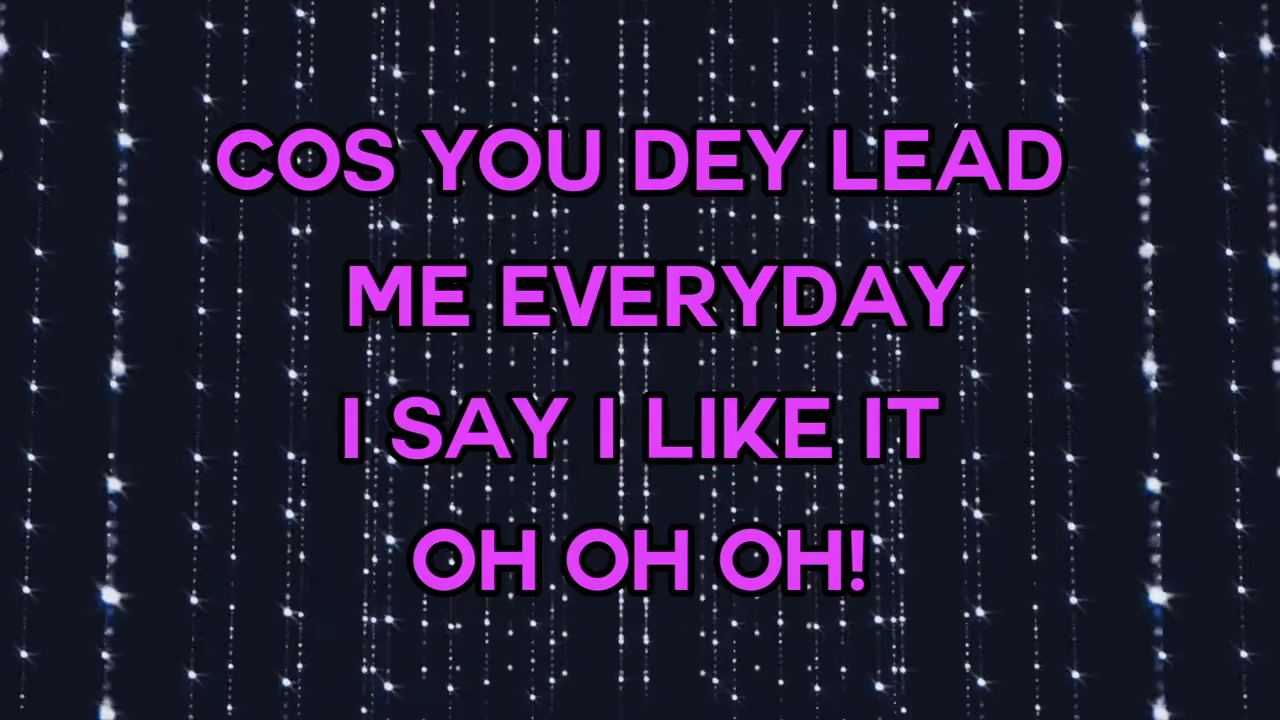 COS YOU DEY LEAD
ME EVERYDAY
I SAY I LIKE IT
OH OH OH!